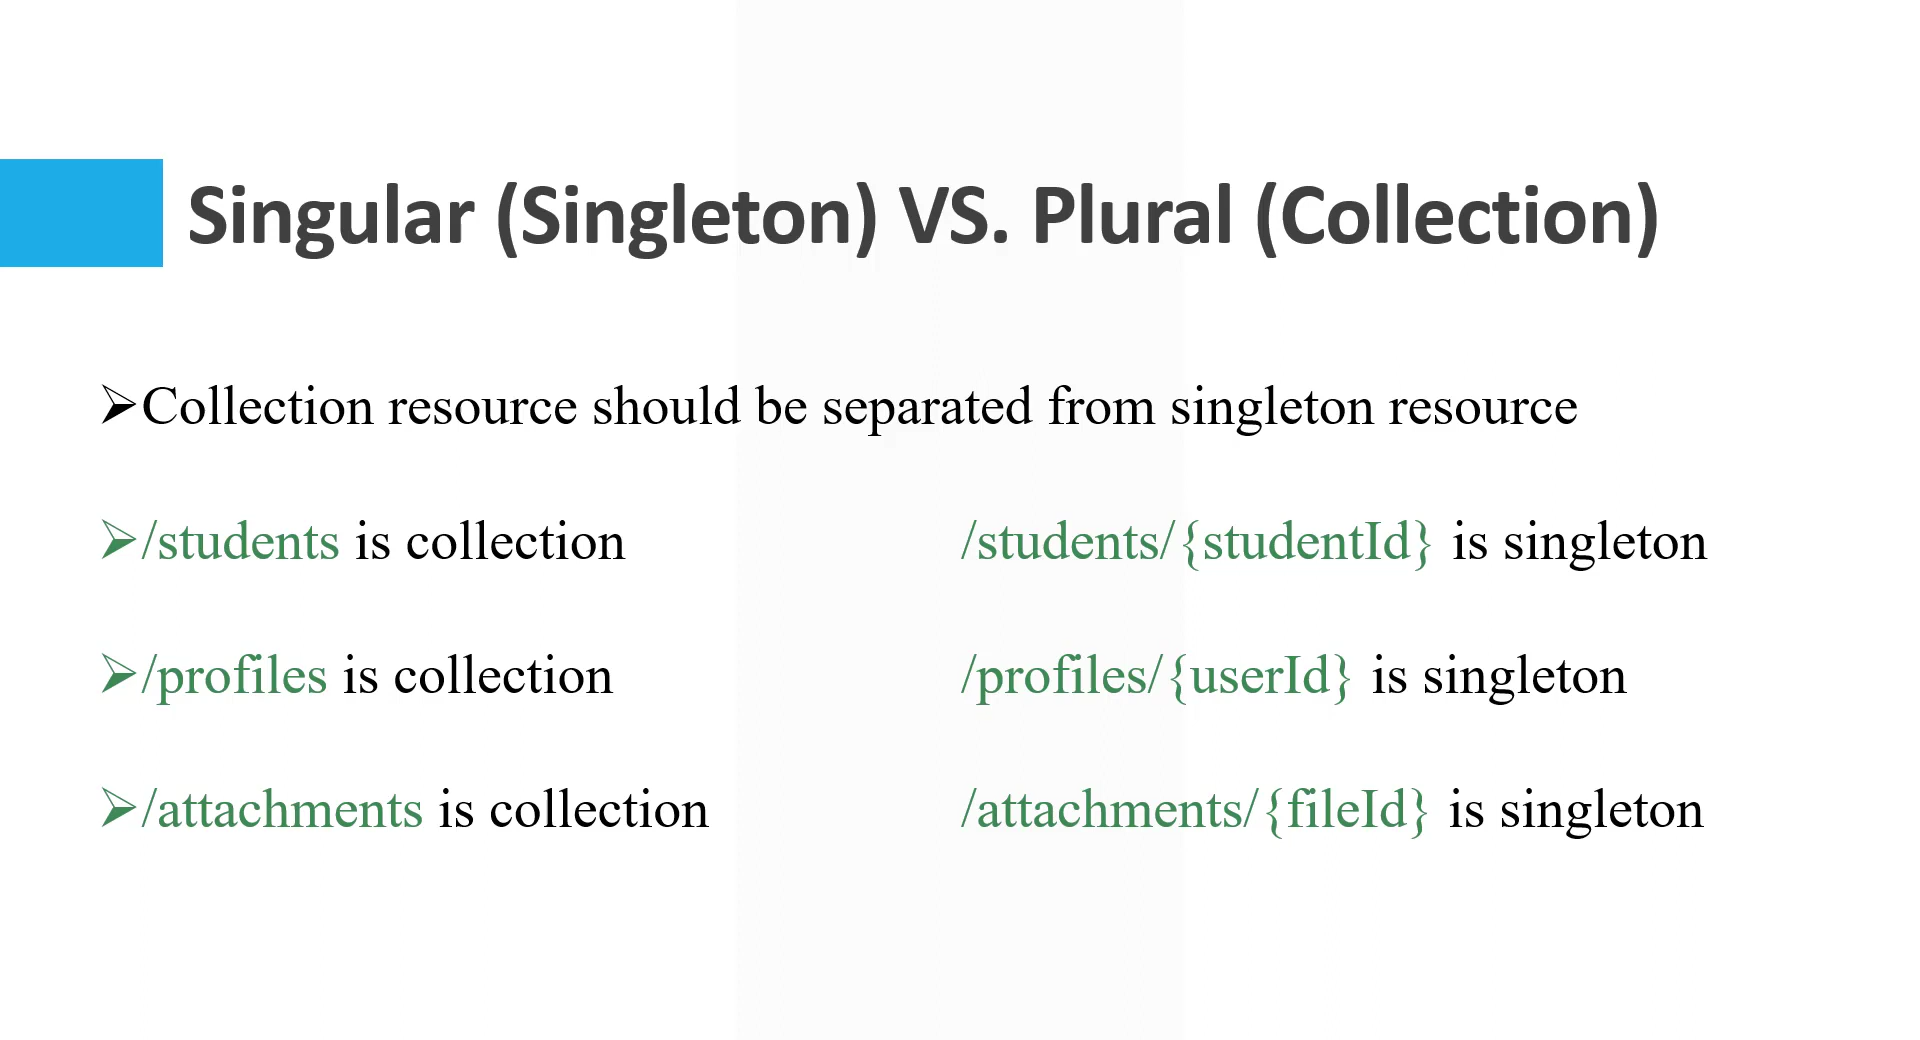 Singular (Singleton) VS. Plural (Collection)
➢Collection resource should be separated from singleton resource
➢/students is collection /students/{studentId} is singleton
➢/profiles is collection /profiles/{userId} is singleton
➢/attachments is collection /attachments/{fileId} is singleton